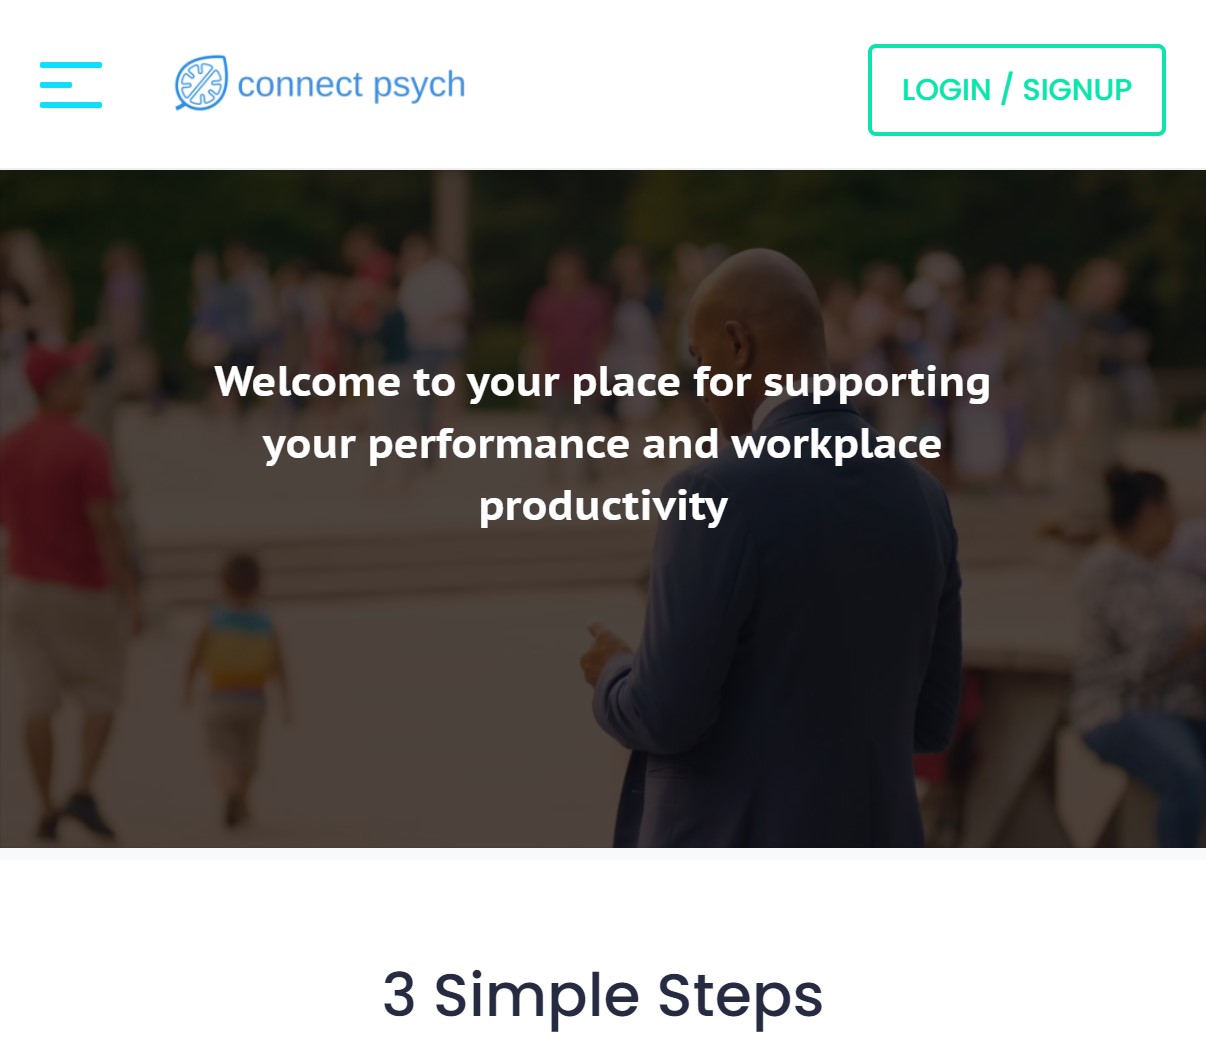 connect psych
LOGIN / SIGNUP
Welcome to your place for supporting
your performance and workplace
productivity
3 Simple Steps